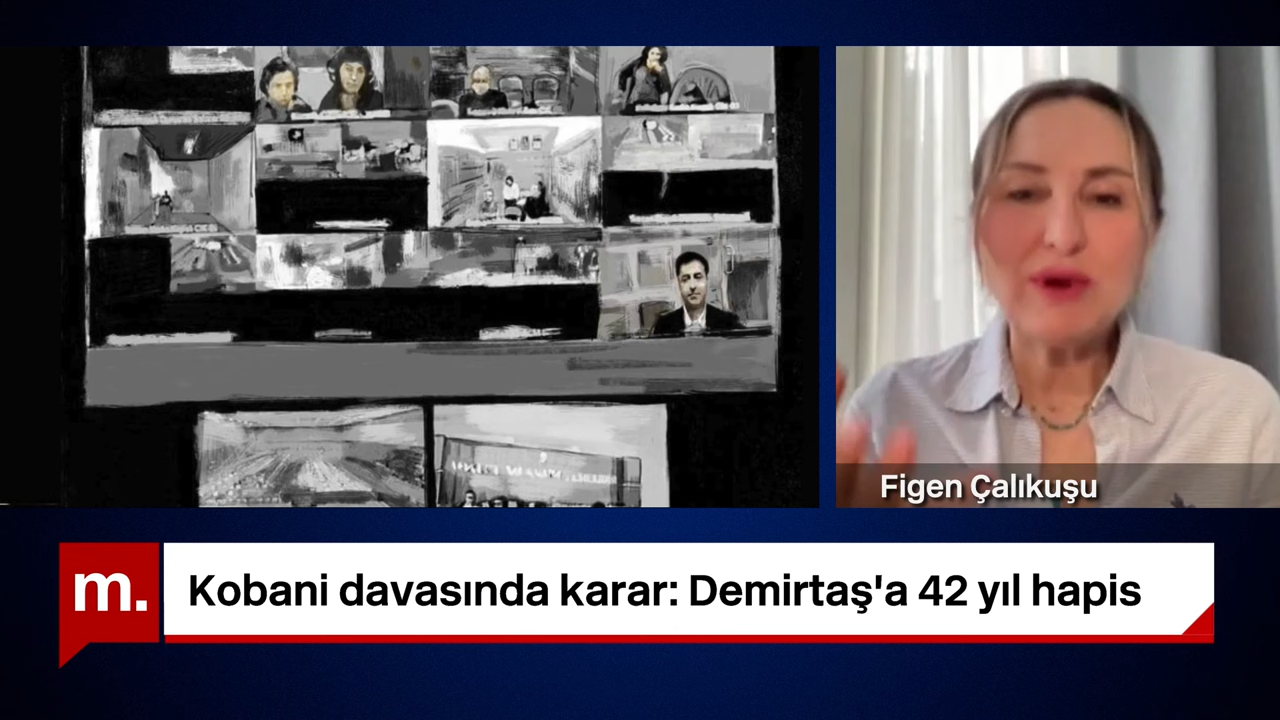 Figen Çalıkuşu
m.
Kobani davasında karar: Demirtaş'a 42 yıl hapis